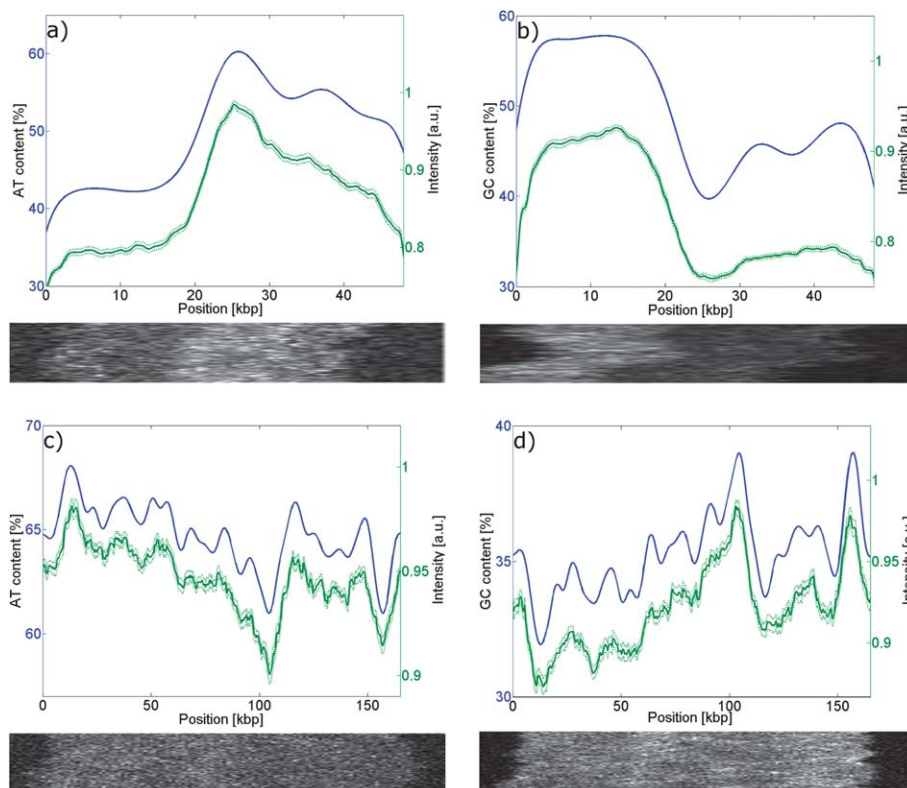 a)
AT content [%]
60
50
40
30
0
10
20
30
40
Position [kbp]
1
0.9
0.8
Intensity [a.u.]
b)
GC content [%]
60
50
40
30
0
10
20
30
40
Position [kbp]
1
0.9
0.8
Intensity [a.u.]
c)
AT content [%]
70
65
60
0
50
100
150
Position [kbp]
1
0.95
0.9
Intensity [a.u.]
d)
GC content [%]
40
35
30
0
50
100
150
Position [kbp]
1
0.95
0.9
Intensity [a.u.]